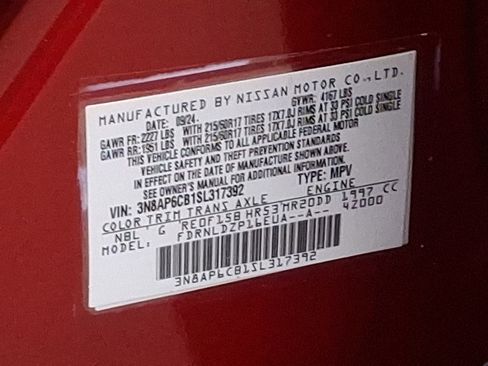 MANUFACTURED BY NISSAN MOTOR CO., LTD.
DATE: 09/24. GVWR: 4167 LBS
GAWR FR: 2227 LBS WITH 215/60R17 TIRES 17X7.0J RIMS AT 33 PSI COLD SINGLE
GAWR RR: 1951 LBS WITH 215/60R17 TIRES 17X7.0J RIMS AT 33 PSI COLD SINGLE
THIS VEHICLE CONFORMS TO ALL APPLICABLE FEDERAL MOTOR
VEHICLE SAFETY AND THEFT PREVENTION STANDARDS
IN EFFECT ON THE DATE OF MANUFACTURE SHOWN ABOVE.
SEE OWNER'S MANUAL FOR ADDITIONAL INFORMATION.
VIN: 3N8AP6CB1SL317392 TYPE: MPV
COLOR TRIM TRANS AXLE ENGINE
NBL G RE0F15B HR53 MR20DD 1997 CC
MODEL: FDRNLDZP16EUA--A-- 4Z000
3N8AP6CB1SL317392